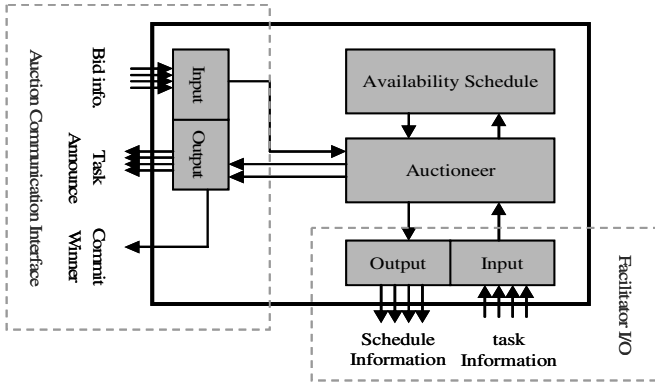 Auction Communication Interface
Bid info.
Task
Announce
Commit
Winner
Input
Output
Availability Schedule
Auctioneer
Output
Input
Facilitator I/O
Schedule
Information
task
Information